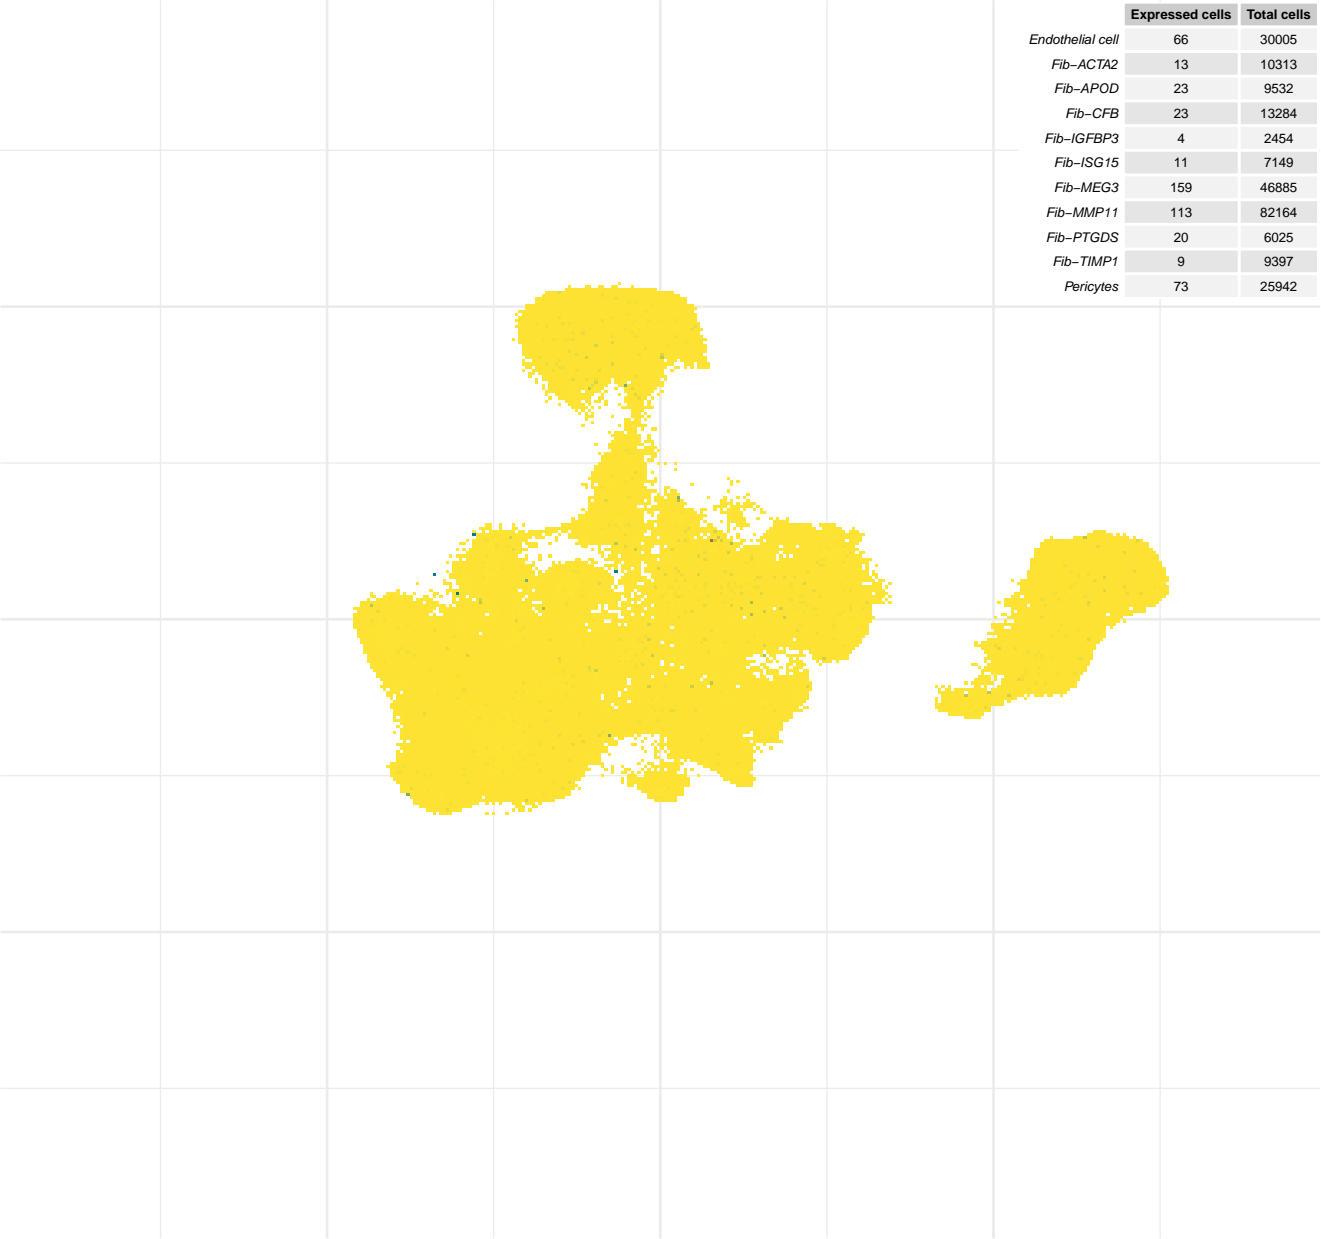 Expressed cells Total cells
Endothelial cell 66 30005
Fib−ACTA2 13 10313
Fib−APOD 23 9532
Fib−CFB 23 13284
Fib−IGFBP3 4 2454
Fib−ISG15 11 7149
Fib−MEG3 159 46885
Fib−MMP11 113 82164
Fib−PTGDS 20 6025
Fib−TIMP1 9 9397
Pericytes 73 25942